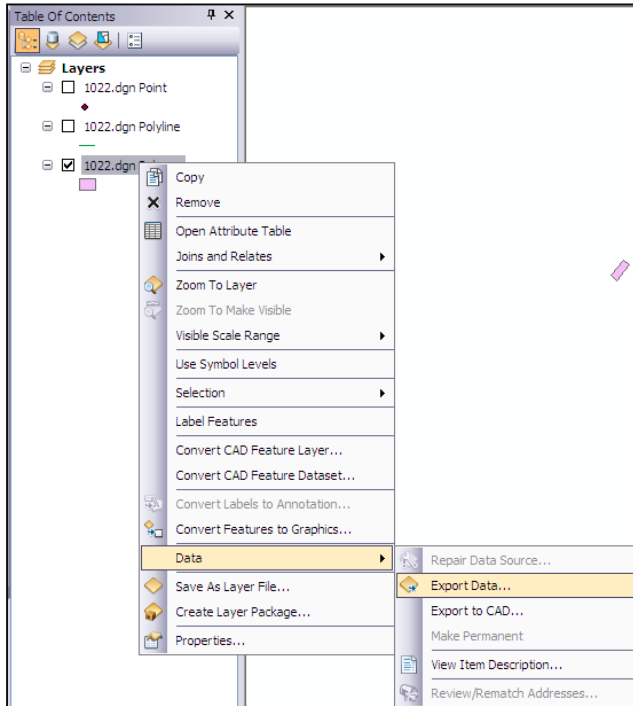 Table Of Contents
Layers
1022.dgn Point
1022.dgn Polyline
1022.dgn
Copy
Remove
Open Attribute Table
Joins and Relates
Zoom To Layer
Zoom To Make Visible
Visible Scale Range
Use Symbol Levels
Selection
Label Features
Convert CAD Feature Layer...
Convert CAD Feature Dataset...
Convert Labels to Annotation...
Convert Features to Graphics...
Data
Save As Layer File...
Create Layer Package...
Properties...
Repair Data Source...
Export Data...
Export to CAD...
Make Permanent
View Item Description...
Review/Rematch Addresses...